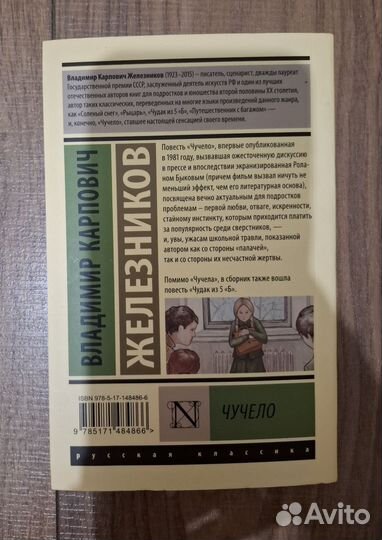 Владимир Карпович Железников (1923–2015) – писатель, сценарист, дважды лауреат
Государственной премии СССР, заслуженный деятель искусств РФ и один из лучших
отечественных авторов книг для подростков и юношества второй половины XX столетия,
автор таких классических, переведенных на многие языки произведений данного жанра,
как «Соленый снег», «Рыцарь», «Чудак из 5 «Б», «Путешественник с багажом» —
и, конечно, «Чучело», ставшее настоящей сенсацией своего времени.
ВЛАДИМИР КАРПОВИЧ
ЖЕЛЕЗНИКОВ
Повесть «Чучело», впервые опубликованная
в 1981 году, вызвавшая ожесточенную дискуссию
в прессе и впоследствии экранизированная Рола-
ном Быковым (причем фильм вызвал ничуть не
меньший эффект, чем его литературная основа),
посвящена вечно актуальным для подростков
проблемам – первой любви, отваге, искренности,
стайному инстинкту, которым приходится платить
за популярность среди сверстников, —
и, увы, ужасам школьной травли, показанной
автором как со стороны «палачей»,
так и со стороны их несчастной жертвы.
Помимо «Чучела», в сборник также вошла
повесть «Чудак из 5 «Б».
ISBN 978-5-17-148486-6
9 785171 484866 >
N
ЧУЧЕЛО
русская классика
Avito